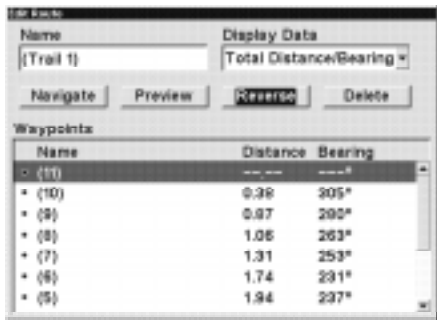 Edit Route
Name Display Data
(Trail 1) Total Distance/Bearing
Navigate Preview Reverse Delete
Waypoints
Name Distance Bearing
(11) --.-- ---°
(10) 0.38 305°
(9) 0.87 280°
(8) 1.06 263°
(7) 1.31 253°
(6) 1.74 231°
(5) 1.94 237°